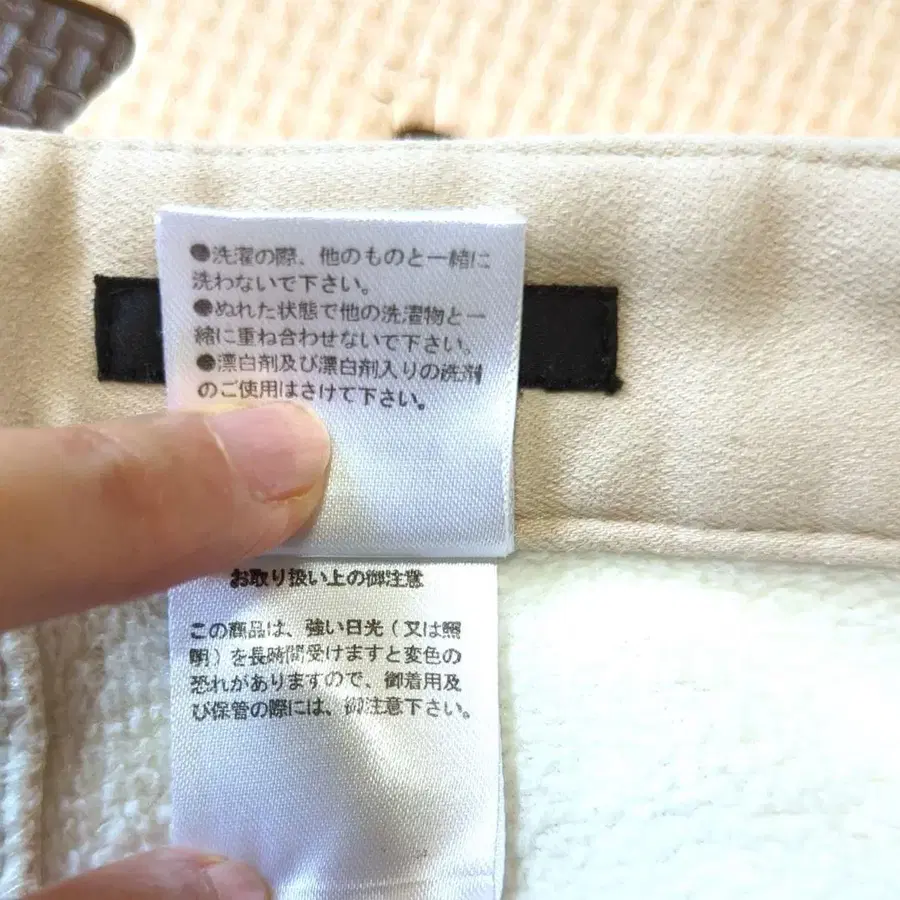 ●洗濯の際、他のものと一緒に
洗わないで下さい。
●ぬれた状態で他の洗濯物と一
緒に重ね合わせないで下さい。
●漂白剤及び漂白剤入りの洗剤
のご使用はさけて下さい。
お取り扱い上の御注意
この商品は、強い日光(又は照
明)を長時間受けますと変色の
恐れがありますので、御着用及
び保管の際には、御注意下さい。